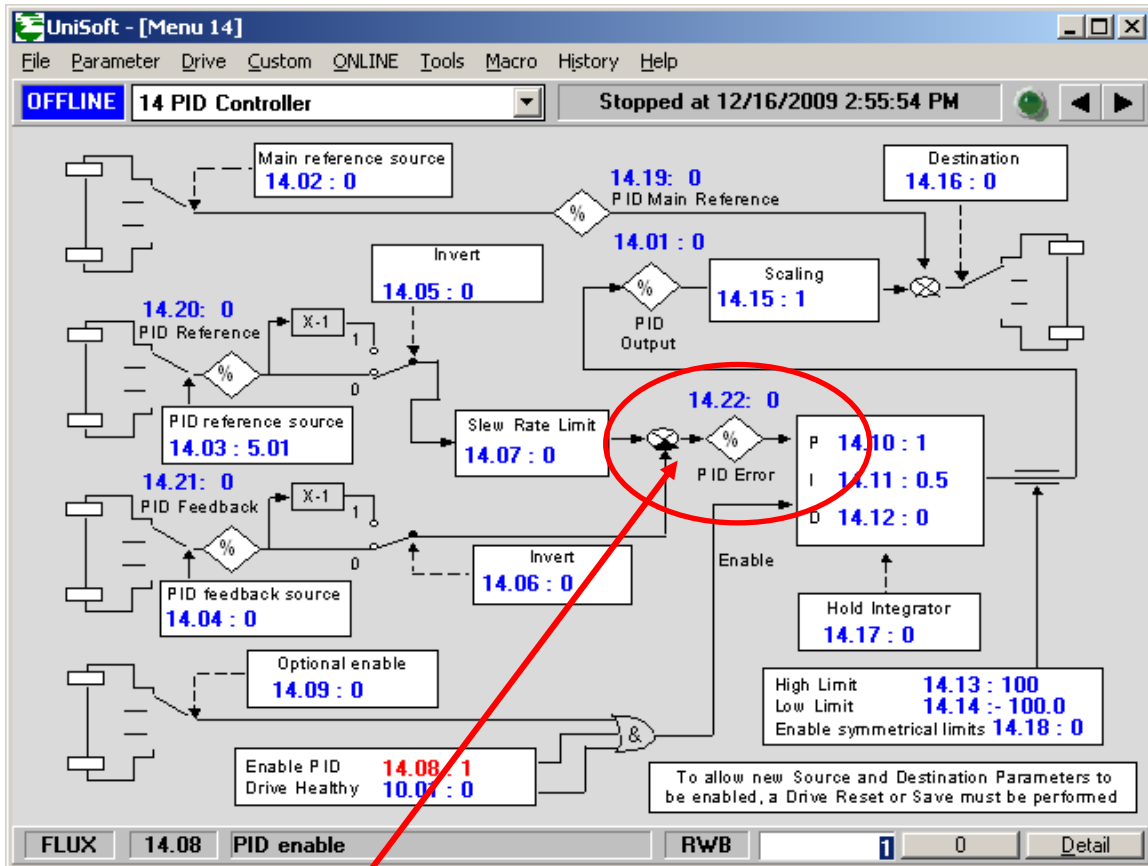 UniSoft - [Menu 14]
File Parameter Drive Custom ONLINE Tools Macro History Help
OFFLINE 14 PID Controller Stopped at 12/16/2009 2:55:54 PM
Main reference source
14.02 : 0
14.19: 0
PID Main Reference
%
Destination
14.16 : 0
14.01 : 0
%
PID
Output
Scaling
14.15 : 1
Invert
14.05 : 0
14.20: 0
PID Reference
%
X-1
1
0
PID reference source
14.03 : 5.01
Slew Rate Limit
14.07 : 0
14.22: 0
%
PID Error
P 14.10 : 1
I 14.11 : 0.5
D 14.12 : 0
14.21: 0
PID Feedback
%
X-1
1
0
PID feedback source
14.04 : 0
Invert
14.06 : 0
Enable
Hold Integrator
14.17 : 0
Optional enable
14.09 : 0
High Limit 14.13 : 100
Low Limit 14.14 :- 100.0
Enable symmetrical limits 14.18 : 0
&
Enable PID 14.08 : 1
Drive Healthy 10.01 : 0
To allow new Source and Destination Parameters to
be enabled, a Drive Reset or Save must be performed
FLUX 14.08 PID enable RWB 1 0 Detail